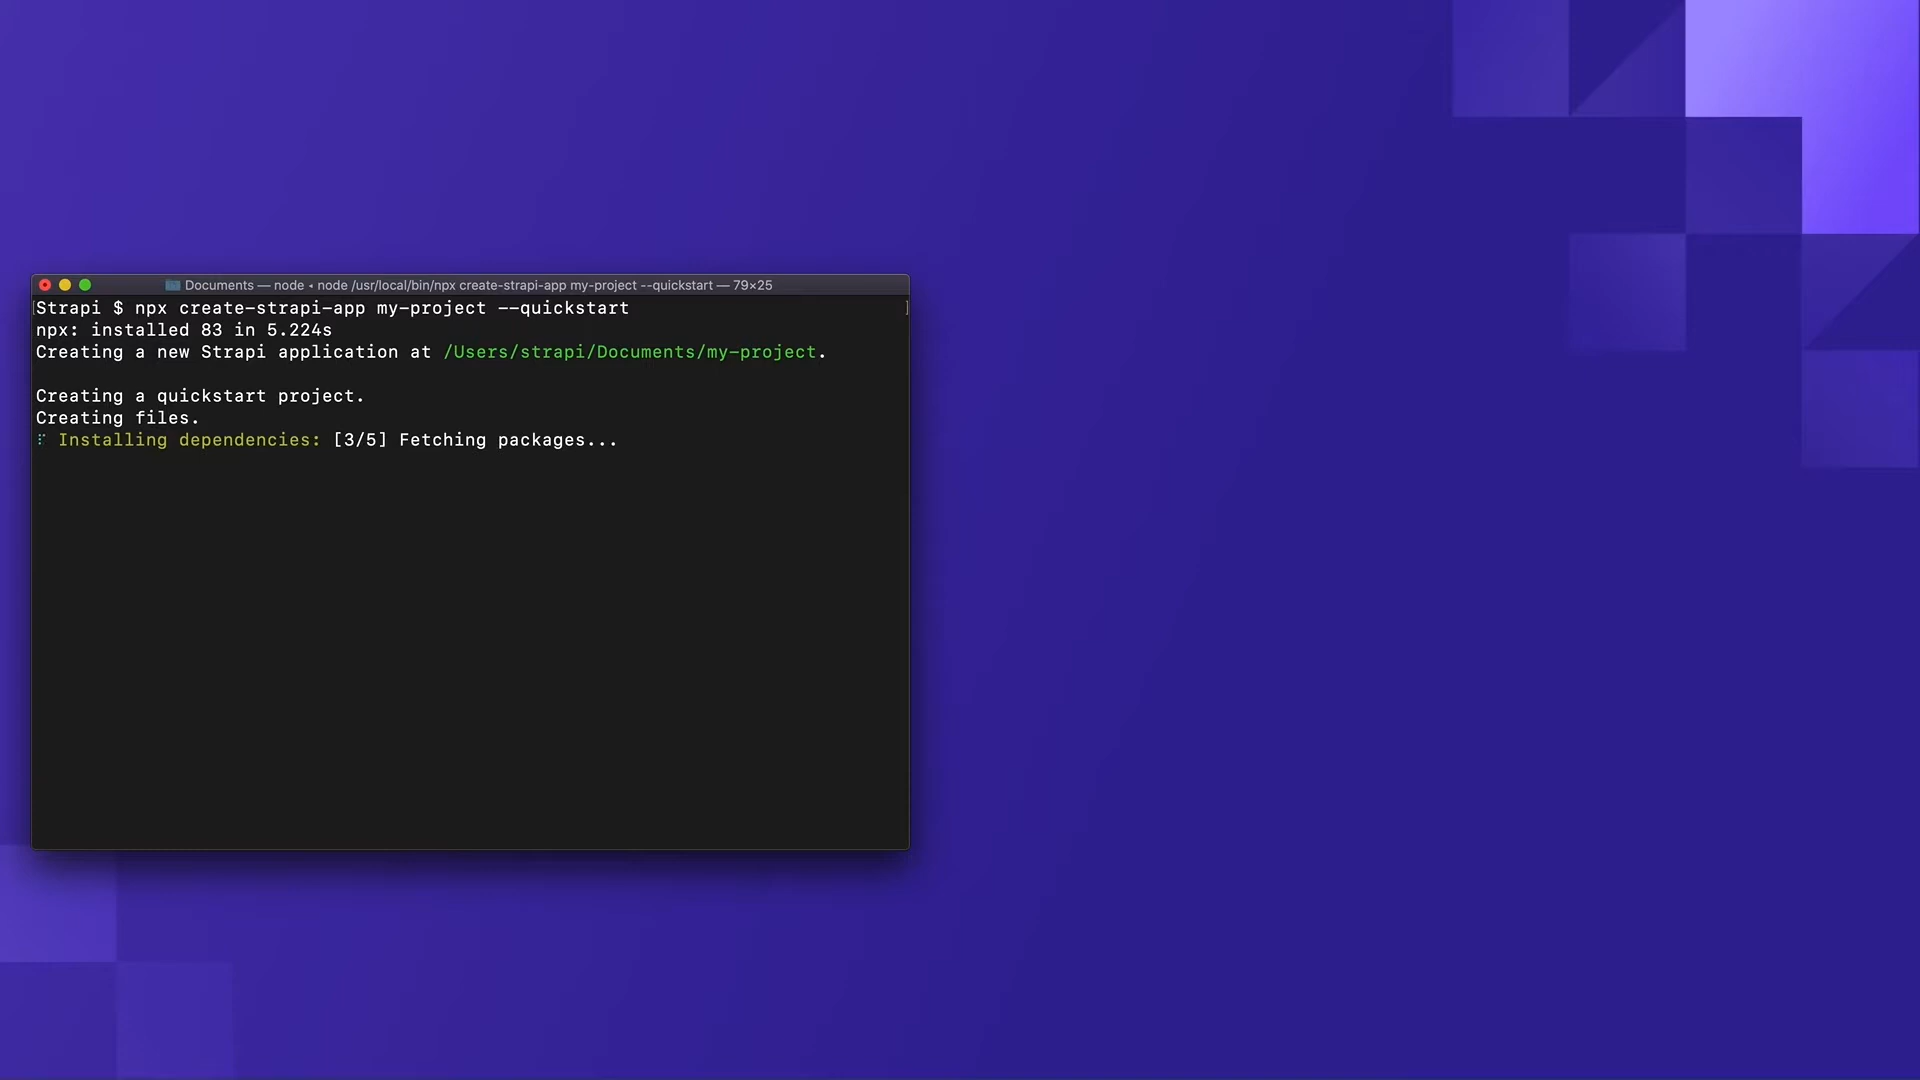 Documents — node ◂ node /usr/local/bin/npx create-strapi-app my-project --quickstart — 79×25
Strapi $ npx create-strapi-app my-project --quickstart
npx: installed 83 in 5.224s
Creating a new Strapi application at /Users/strapi/Documents/my-project.
Creating a quickstart project.
Creating files.
⠏ Installing dependencies: [3/5] Fetching packages...